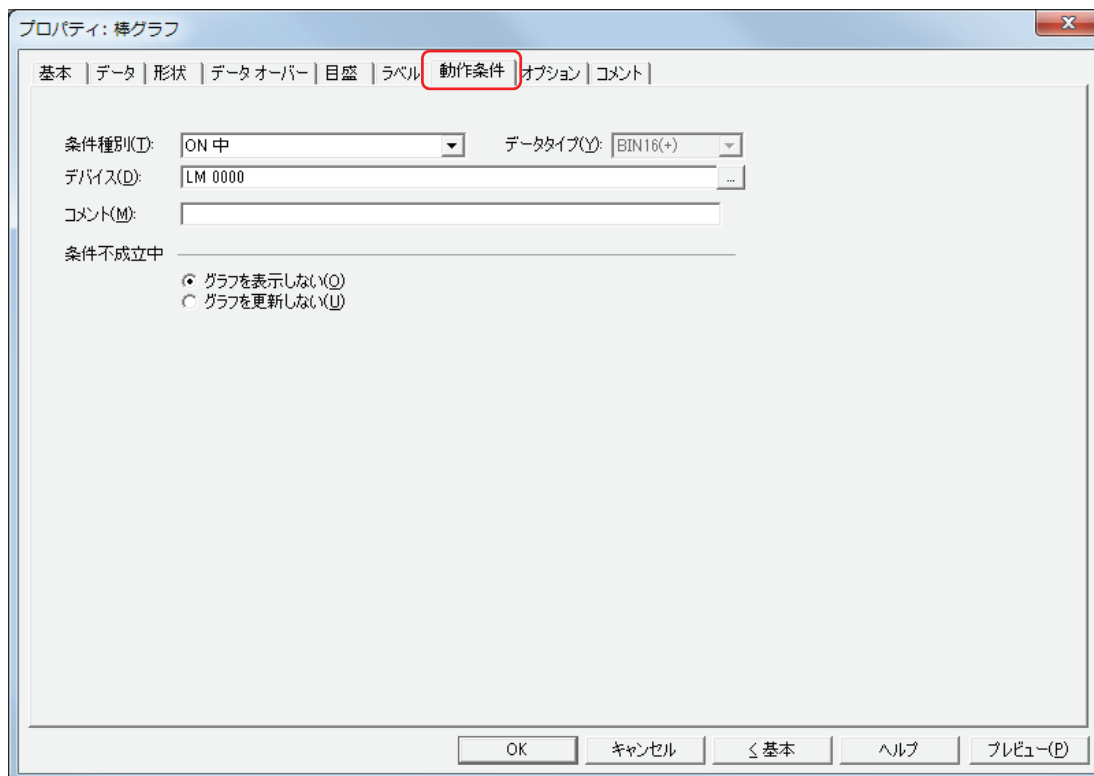 プロパティ: 棒グラフ
基本 データ 形状 データ オーバー 目盛 ラベル 動作条件 オプション コメント
条件種別(T): ON 中 データタイプ(Y): BIN16(+)
デバイス(D): LM 0000 ...
コメント(M):
条件不成立中
グラフを表示しない(O)
グラフを更新しない(U)
OK キャンセル < 基本 ヘルプ プレビュー(P)